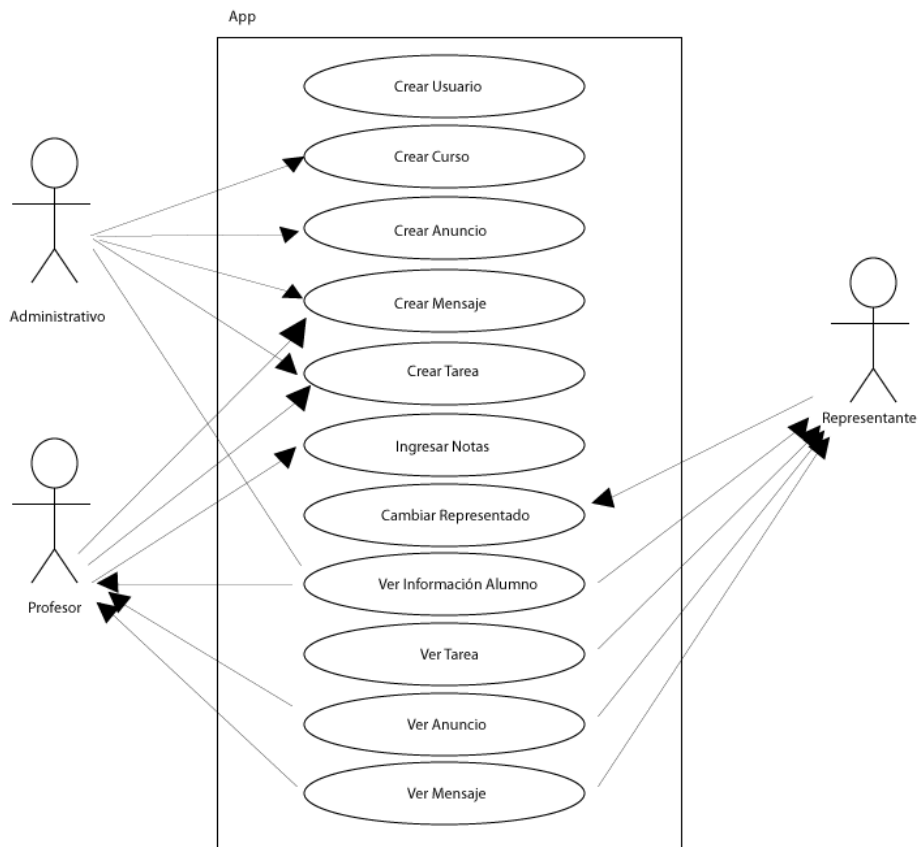 App
Crear Usuario
Crear Curso
Crear Anuncio
Crear Mensaje
Administrativo
Crear Tarea
Representante
Ingresar Notas
Cambiar Representado
Ver Información Alumno
Profesor
Ver Tarea
Ver Anuncio
Ver Mensaje